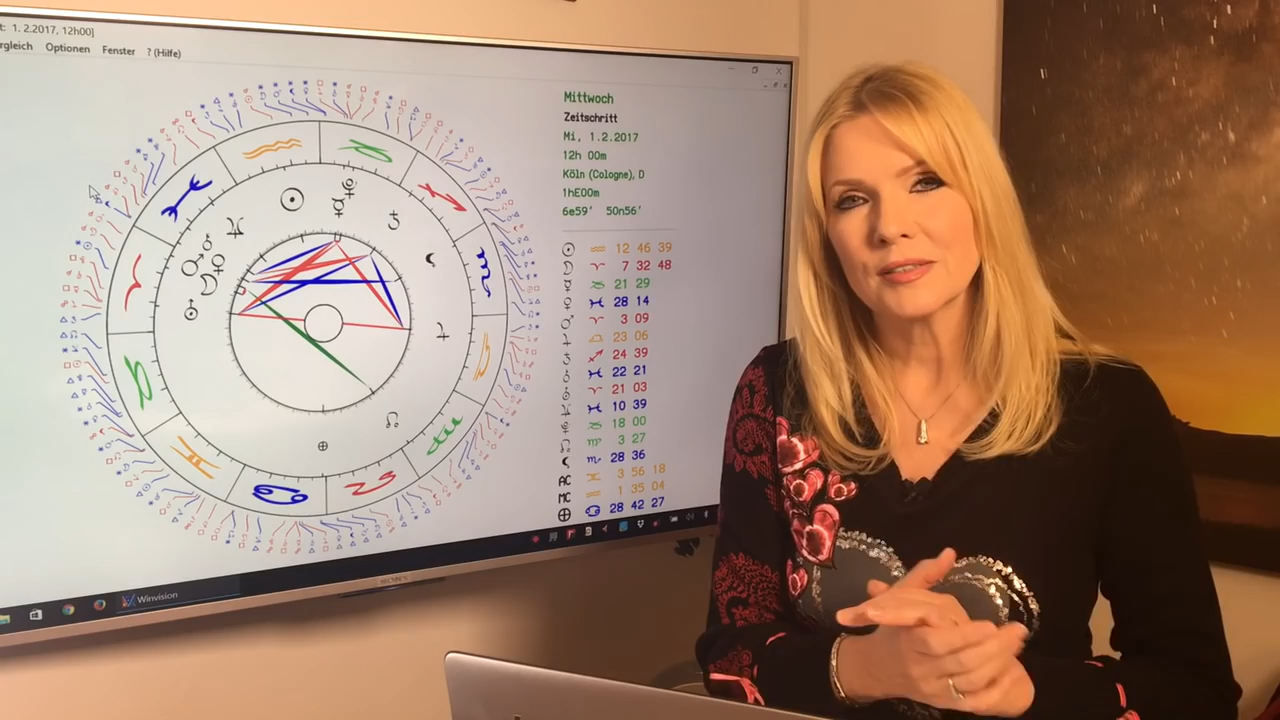 t: 1. 2.2017, 12h00]
rgleich Optionen Fenster ? (Hilfe)
Mittwoch
Zeitschritt
Mi, 1.2.2017
12h 00m
Köln (Cologne), D
1hE00m
6e59' 50n56'
12 46 39
7 32 48
21 29
28 14
3 09
23 06
24 39
22 21
21 03
10 39
18 00
3 27
28 36
AC 3 56 18
MC 1 35 04
28 42 27
Winvision
SONY